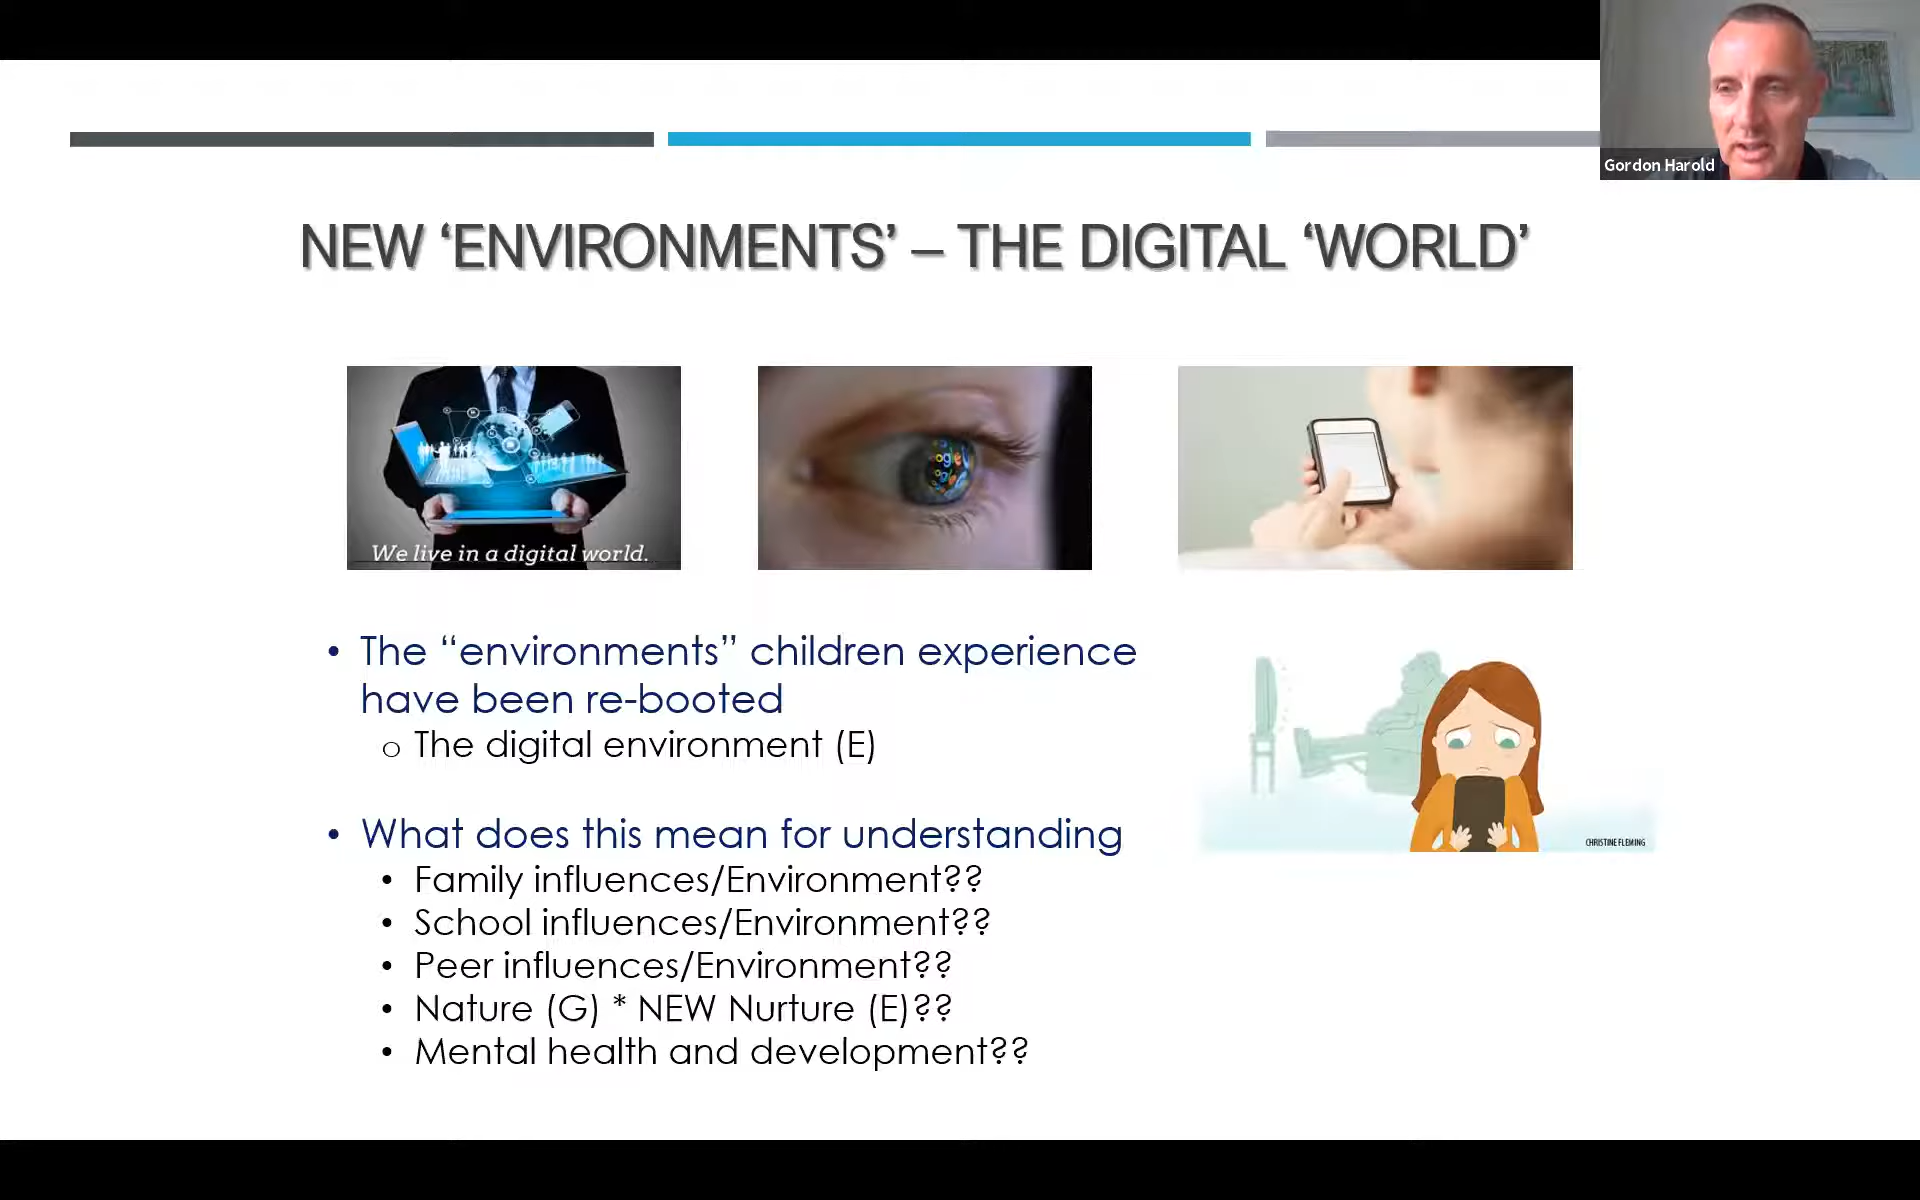 Gordon Harold
NEW ‘ENVIRONMENTS’ – THE DIGITAL ‘WORLD’
We live in a digital world.
• The “environments” children experience
have been re-booted
o The digital environment (E)
• What does this mean for understanding
• Family influences/Environment??
• School influences/Environment??
• Peer influences/Environment??
• Nature (G) * NEW Nurture (E)??
• Mental health and development??
CHRISTINE FLEMING